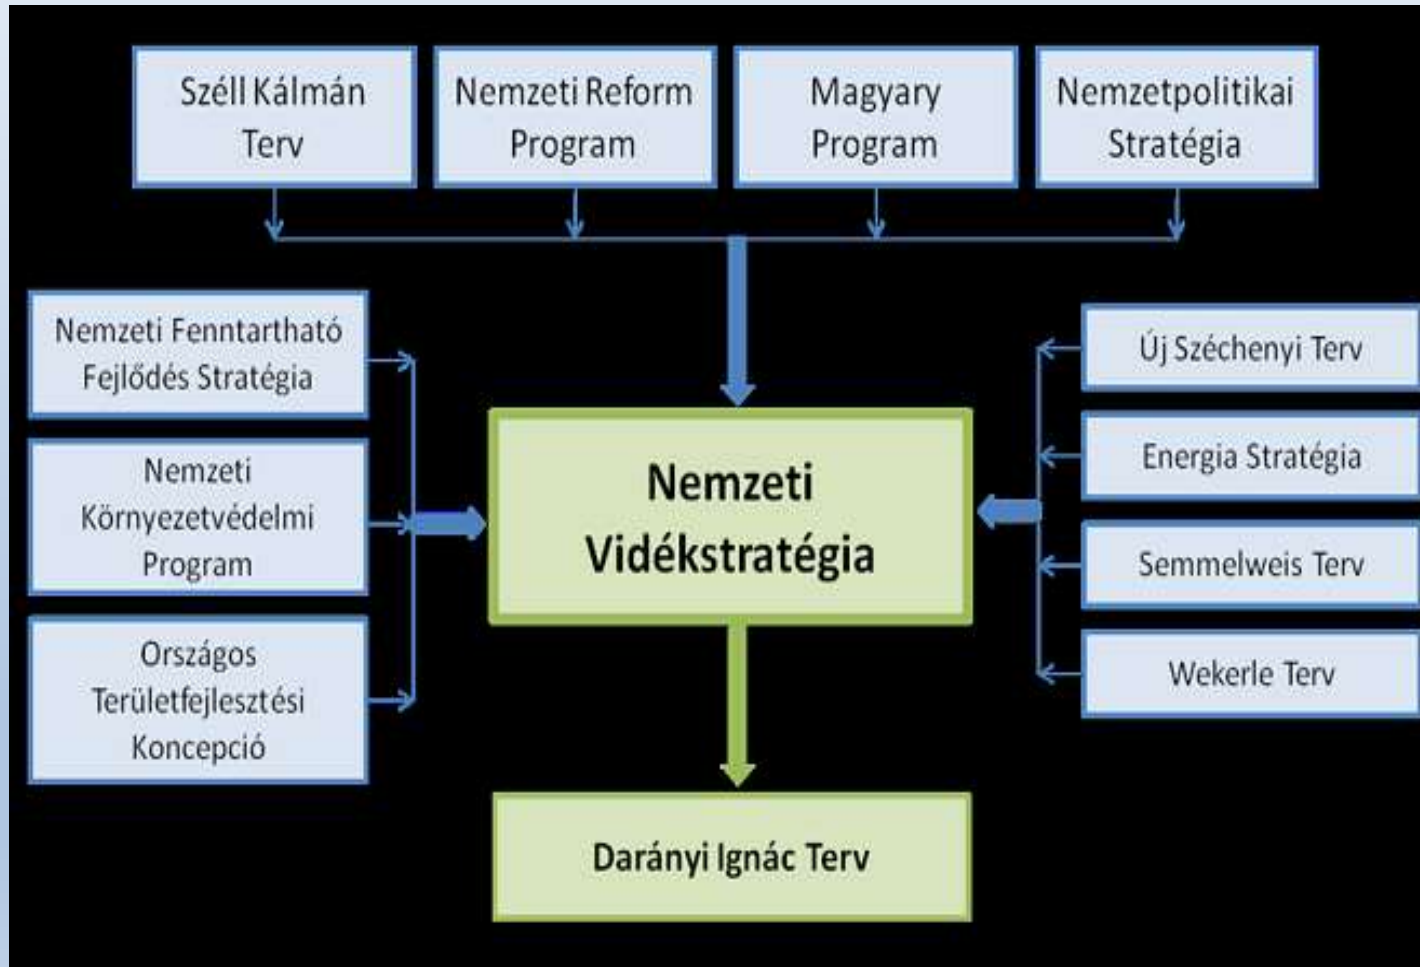 Széll Kálmán
Terv
Nemzeti Reform
Program
Magyary
Program
Nemzetpolitikai
Stratégia
Nemzeti Fenntartható
Fejlődés Stratégia
Nemzeti
Környezetvédelmi
Program
Országos
Területfejlesztési
Koncepció
Nemzeti
Vidékstratégia
Új Széchenyi Terv
Energia Stratégia
Semmelweis Terv
Wekerle Terv
Darányi Ignác Terv